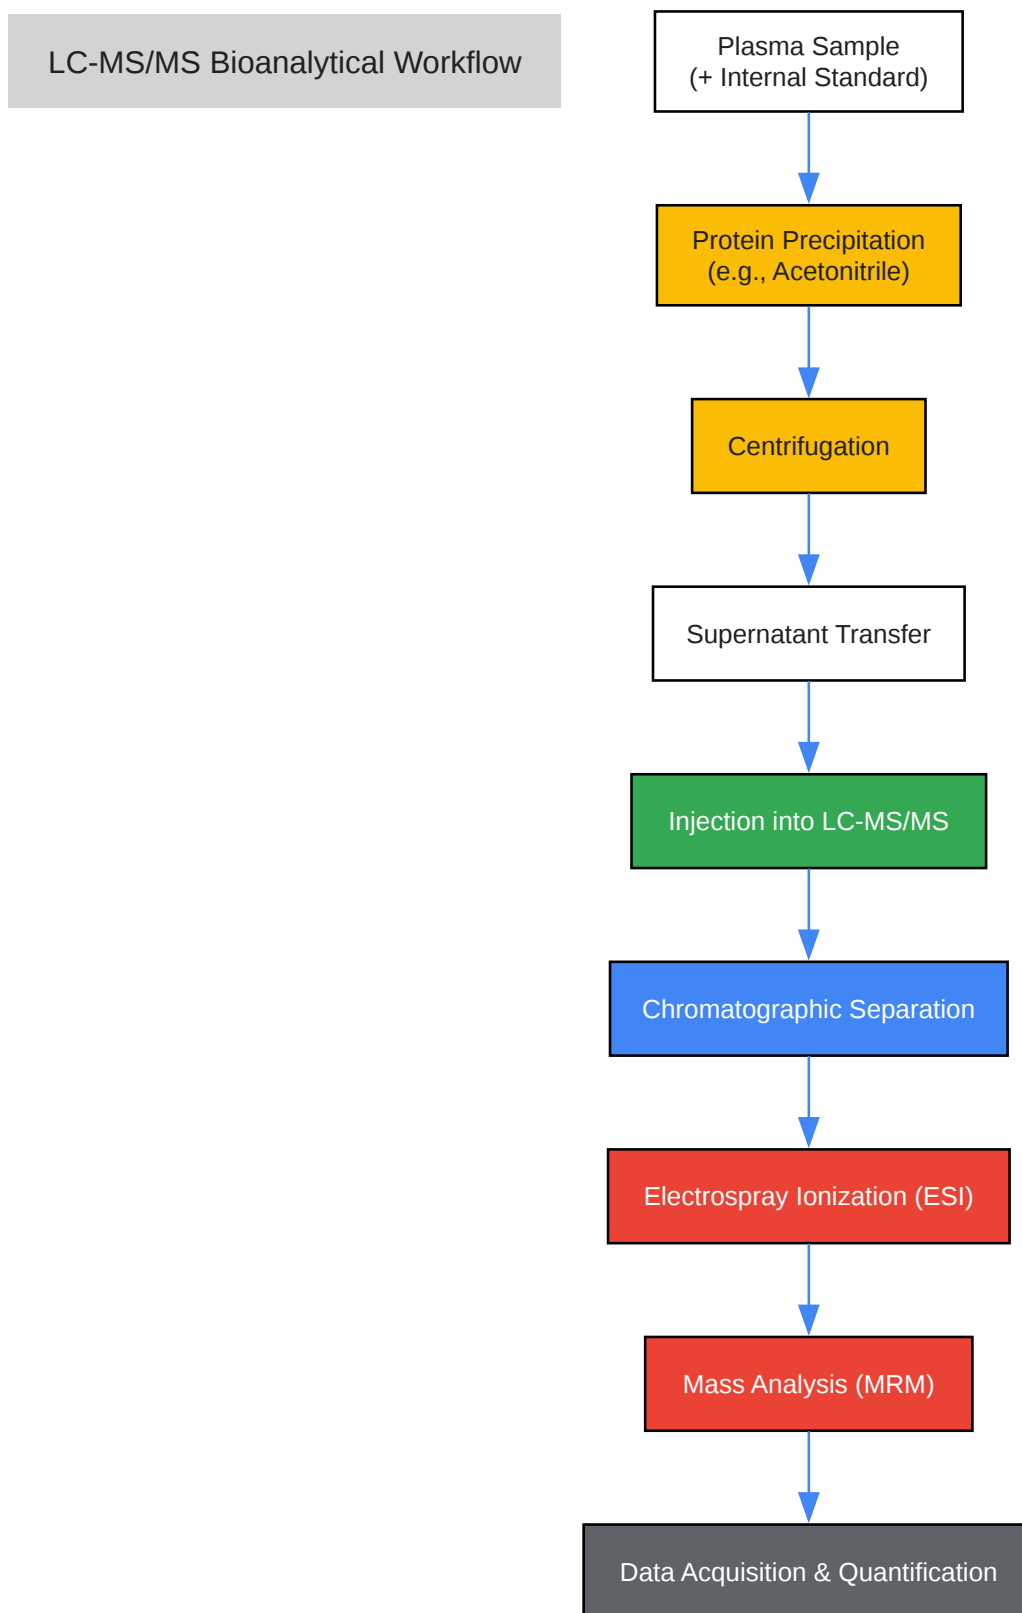 LC-MS/MS Bioanalytical Workflow
Plasma Sample
(+ Internal Standard)
Protein Precipitation
(e.g., Acetonitrile)
Centrifugation
Supernatant Transfer
Injection into LC-MS/MS
Chromatographic Separation
Electrospray Ionization (ESI)
Mass Analysis (MRM)
Data Acquisition & Quantification